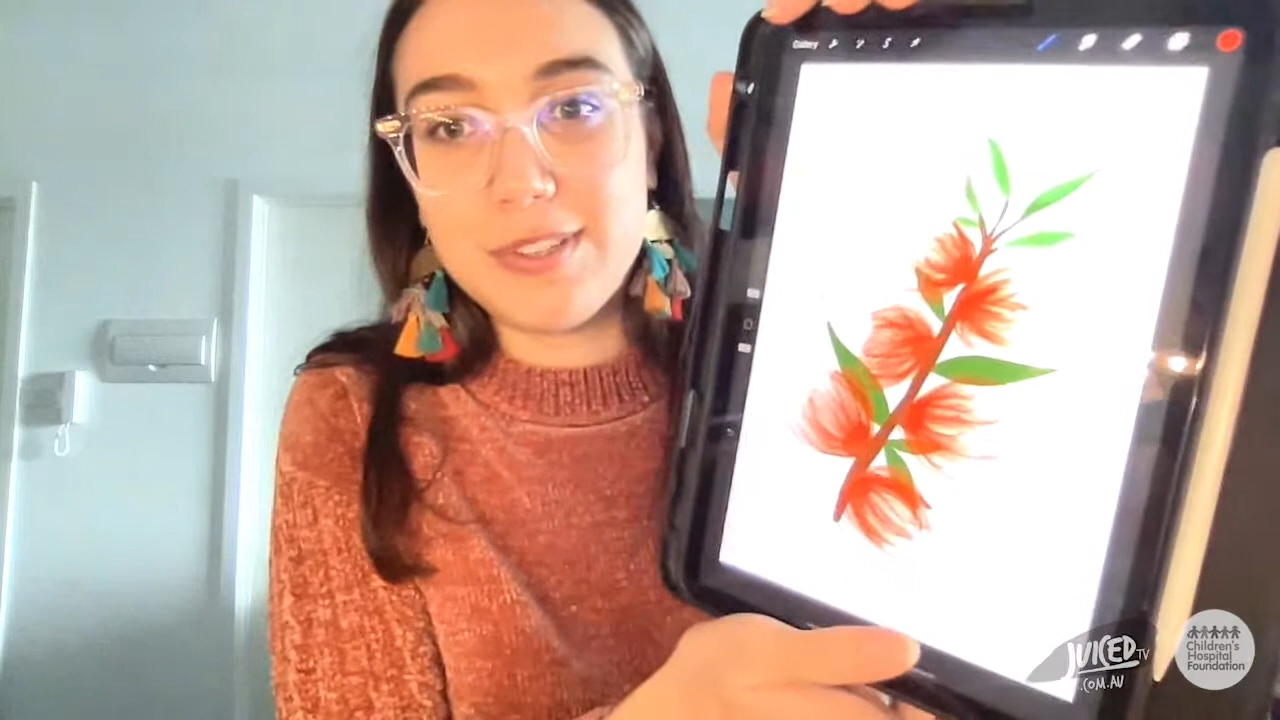 Gallery
JUICED TV
.COM.AU
Children's
Hospital
Foundation